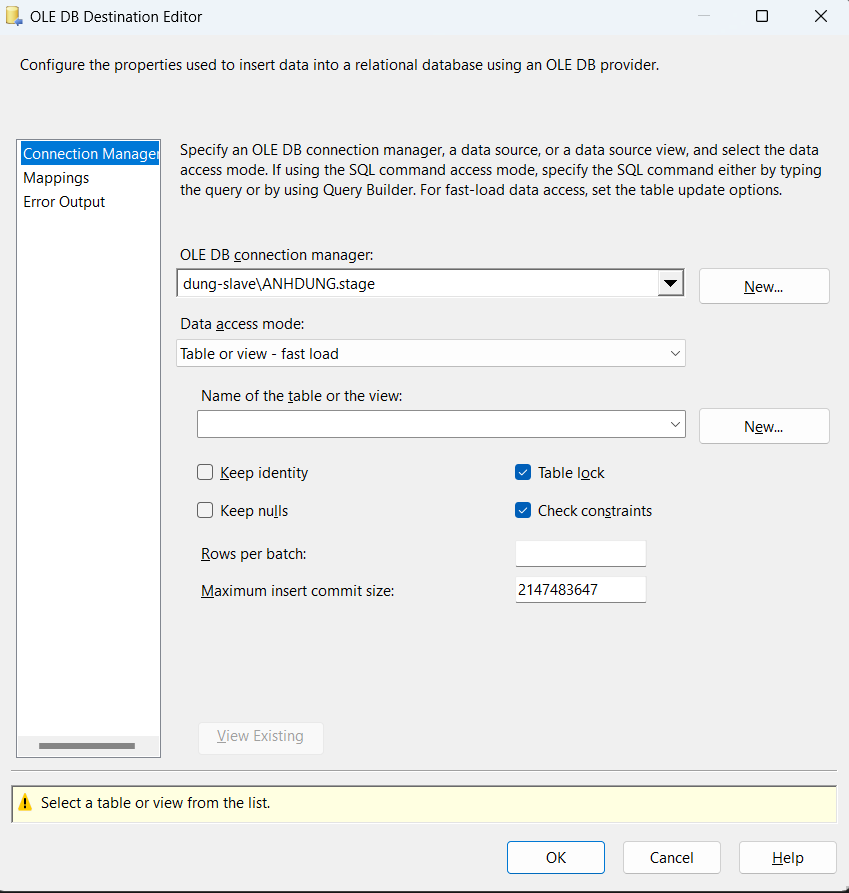 OLE DB Destination Editor
Configure the properties used to insert data into a relational database using an OLE DB provider.
Connection Manager
Mappings
Error Output
Specify an OLE DB connection manager, a data source, or a data source view, and select the data
access mode. If using the SQL command access mode, specify the SQL command either by typing
the query or by using Query Builder. For fast-load data access, set the table update options.
OLE DB connection manager:
dung-slave\ANHDUNG.stage
New...
Data access mode:
Table or view - fast load
Name of the table or the view:
New...
Keep identity
Table lock
Keep nulls
Check constraints
Rows per batch:
Maximum insert commit size:
2147483647
View Existing
Select a table or view from the list.
OK
Cancel
Help